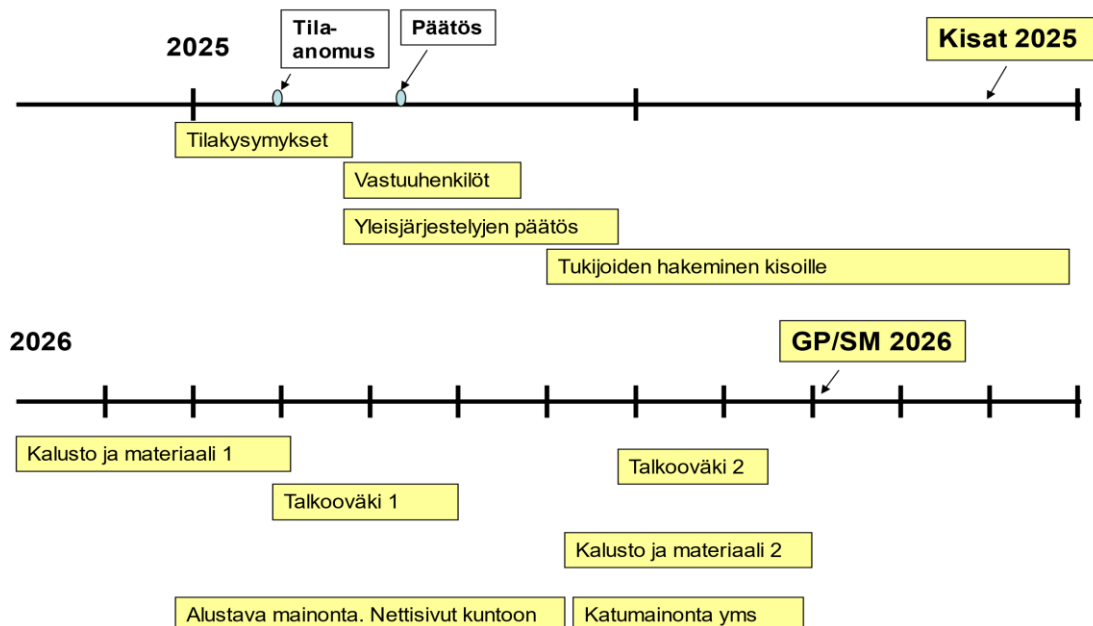 2025
Tila-
anomus
Päätös
Kisat 2025
Tilakysymykset
Vastuuhenkilöt
Yleisjärjestelyjen päätös
Tukijoiden hakeminen kisoille
2026
GP/SM 2026
Kalusto ja materiaali 1
Talkooväki 2
Talkooväki 1
Kalusto ja materiaali 2
Alustava mainonta. Nettisivut kuntoon
Katumainonta yms